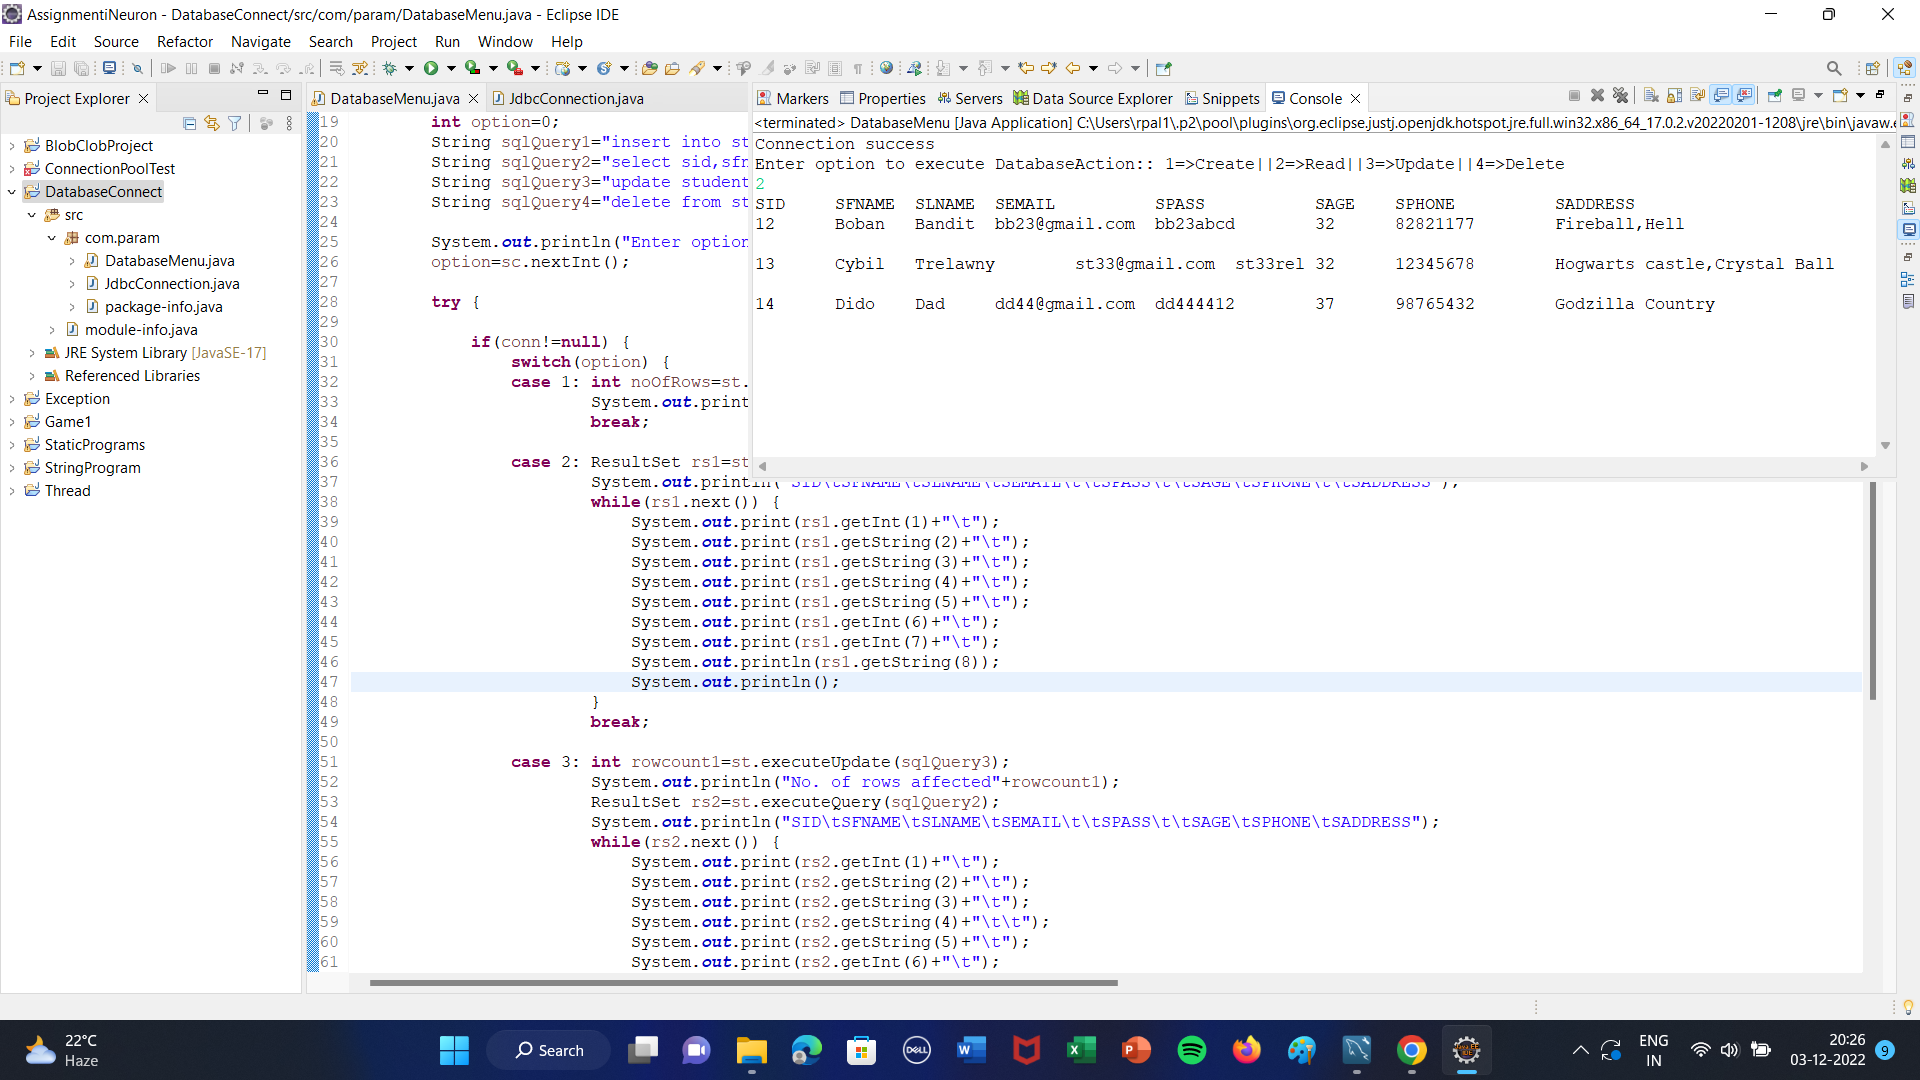 AssignmentiNeuron - DatabaseConnect/src/com/param/DatabaseMenu.java - Eclipse IDE
File Edit Source Refactor Navigate Search Project Run Window Help
Project Explorer
BlobClobProject
ConnectionPoolTest
DatabaseConnect
src
com.param
DatabaseMenu.java
JdbcConnection.java
package-info.java
module-info.java
JRE System Library [JavaSE-17]
Referenced Libraries
Exception
Game1
StaticPrograms
StringProgram
Thread
DatabaseMenu.java JdbcConnection.java
19 int option=0;
20 String sqlQuery1="insert into st
21 String sqlQuery2="select sid,sfn
22 String sqlQuery3="update student
23 String sqlQuery4="delete from st
24
25 System.out.println("Enter option
26 option=sc.nextInt();
27
28 try {
29
30 if(conn!=null) {
31 switch(option) {
32 case 1: int noOfRows=st.
33 System.out.print
34 break;
35
36 case 2: ResultSet rs1=st
37 System.out.println("SID\tSFNAME\tSLNAME\tSEMAIL\t\tSPASS\t\tSAGE\tSPHONE\t\tSADDRESS");
38 while(rs1.next()) {
39 System.out.print(rs1.getInt(1)+"\t");
40 System.out.print(rs1.getString(2)+"\t");
41 System.out.print(rs1.getString(3)+"\t");
42 System.out.print(rs1.getString(4)+"\t");
43 System.out.print(rs1.getString(5)+"\t");
44 System.out.print(rs1.getInt(6)+"\t");
45 System.out.print(rs1.getInt(7)+"\t");
46 System.out.println(rs1.getString(8));
47 System.out.println();
48 }
49 break;
50
51 case 3: int rowcount1=st.executeUpdate(sqlQuery3);
52 System.out.println("No. of rows affected"+rowcount1);
53 ResultSet rs2=st.executeQuery(sqlQuery2);
54 System.out.println("SID\tSFNAME\tSLNAME\tSEMAIL\t\tSPASS\t\tSAGE\tSPHONE\tSADDRESS");
55 while(rs2.next()) {
56 System.out.print(rs2.getInt(1)+"\t");
57 System.out.print(rs2.getString(2)+"\t");
58 System.out.print(rs2.getString(3)+"\t");
59 System.out.print(rs2.getString(4)+"\t\t");
60 System.out.print(rs2.getString(5)+"\t");
61 System.out.print(rs2.getInt(6)+"\t");
Markers Properties Servers Data Source Explorer Snippets Console
<terminated> DatabaseMenu [Java Application] C:\Users\rpal1\.p2\pool\plugins\org.eclipse.justj.openjdk.hotspot.jre.full.win32.x86_64_17.0.2.v20220201-1208\jre\bin\javaw.e
Connection success
Enter option to execute DatabaseAction:: 1=>Create||2=>Read||3=>Update||4=>Delete
2
SID SFNAME SLNAME SEMAIL SPASS SAGE SPHONE SADDRESS
12 Boban Bandit bb23@gmail.com bb23abcd 32 82821177 Fireball,Hell
13 Cybil Trelawny st33@gmail.com st33rel 32 12345678 Hogwarts castle,Crystal Ball
14 Dido Dad dd44@gmail.com dd444412 37 98765432 Godzilla Country
22°C
Haze
Search
DELL
ENG
IN
20:26
03-12-2022
9